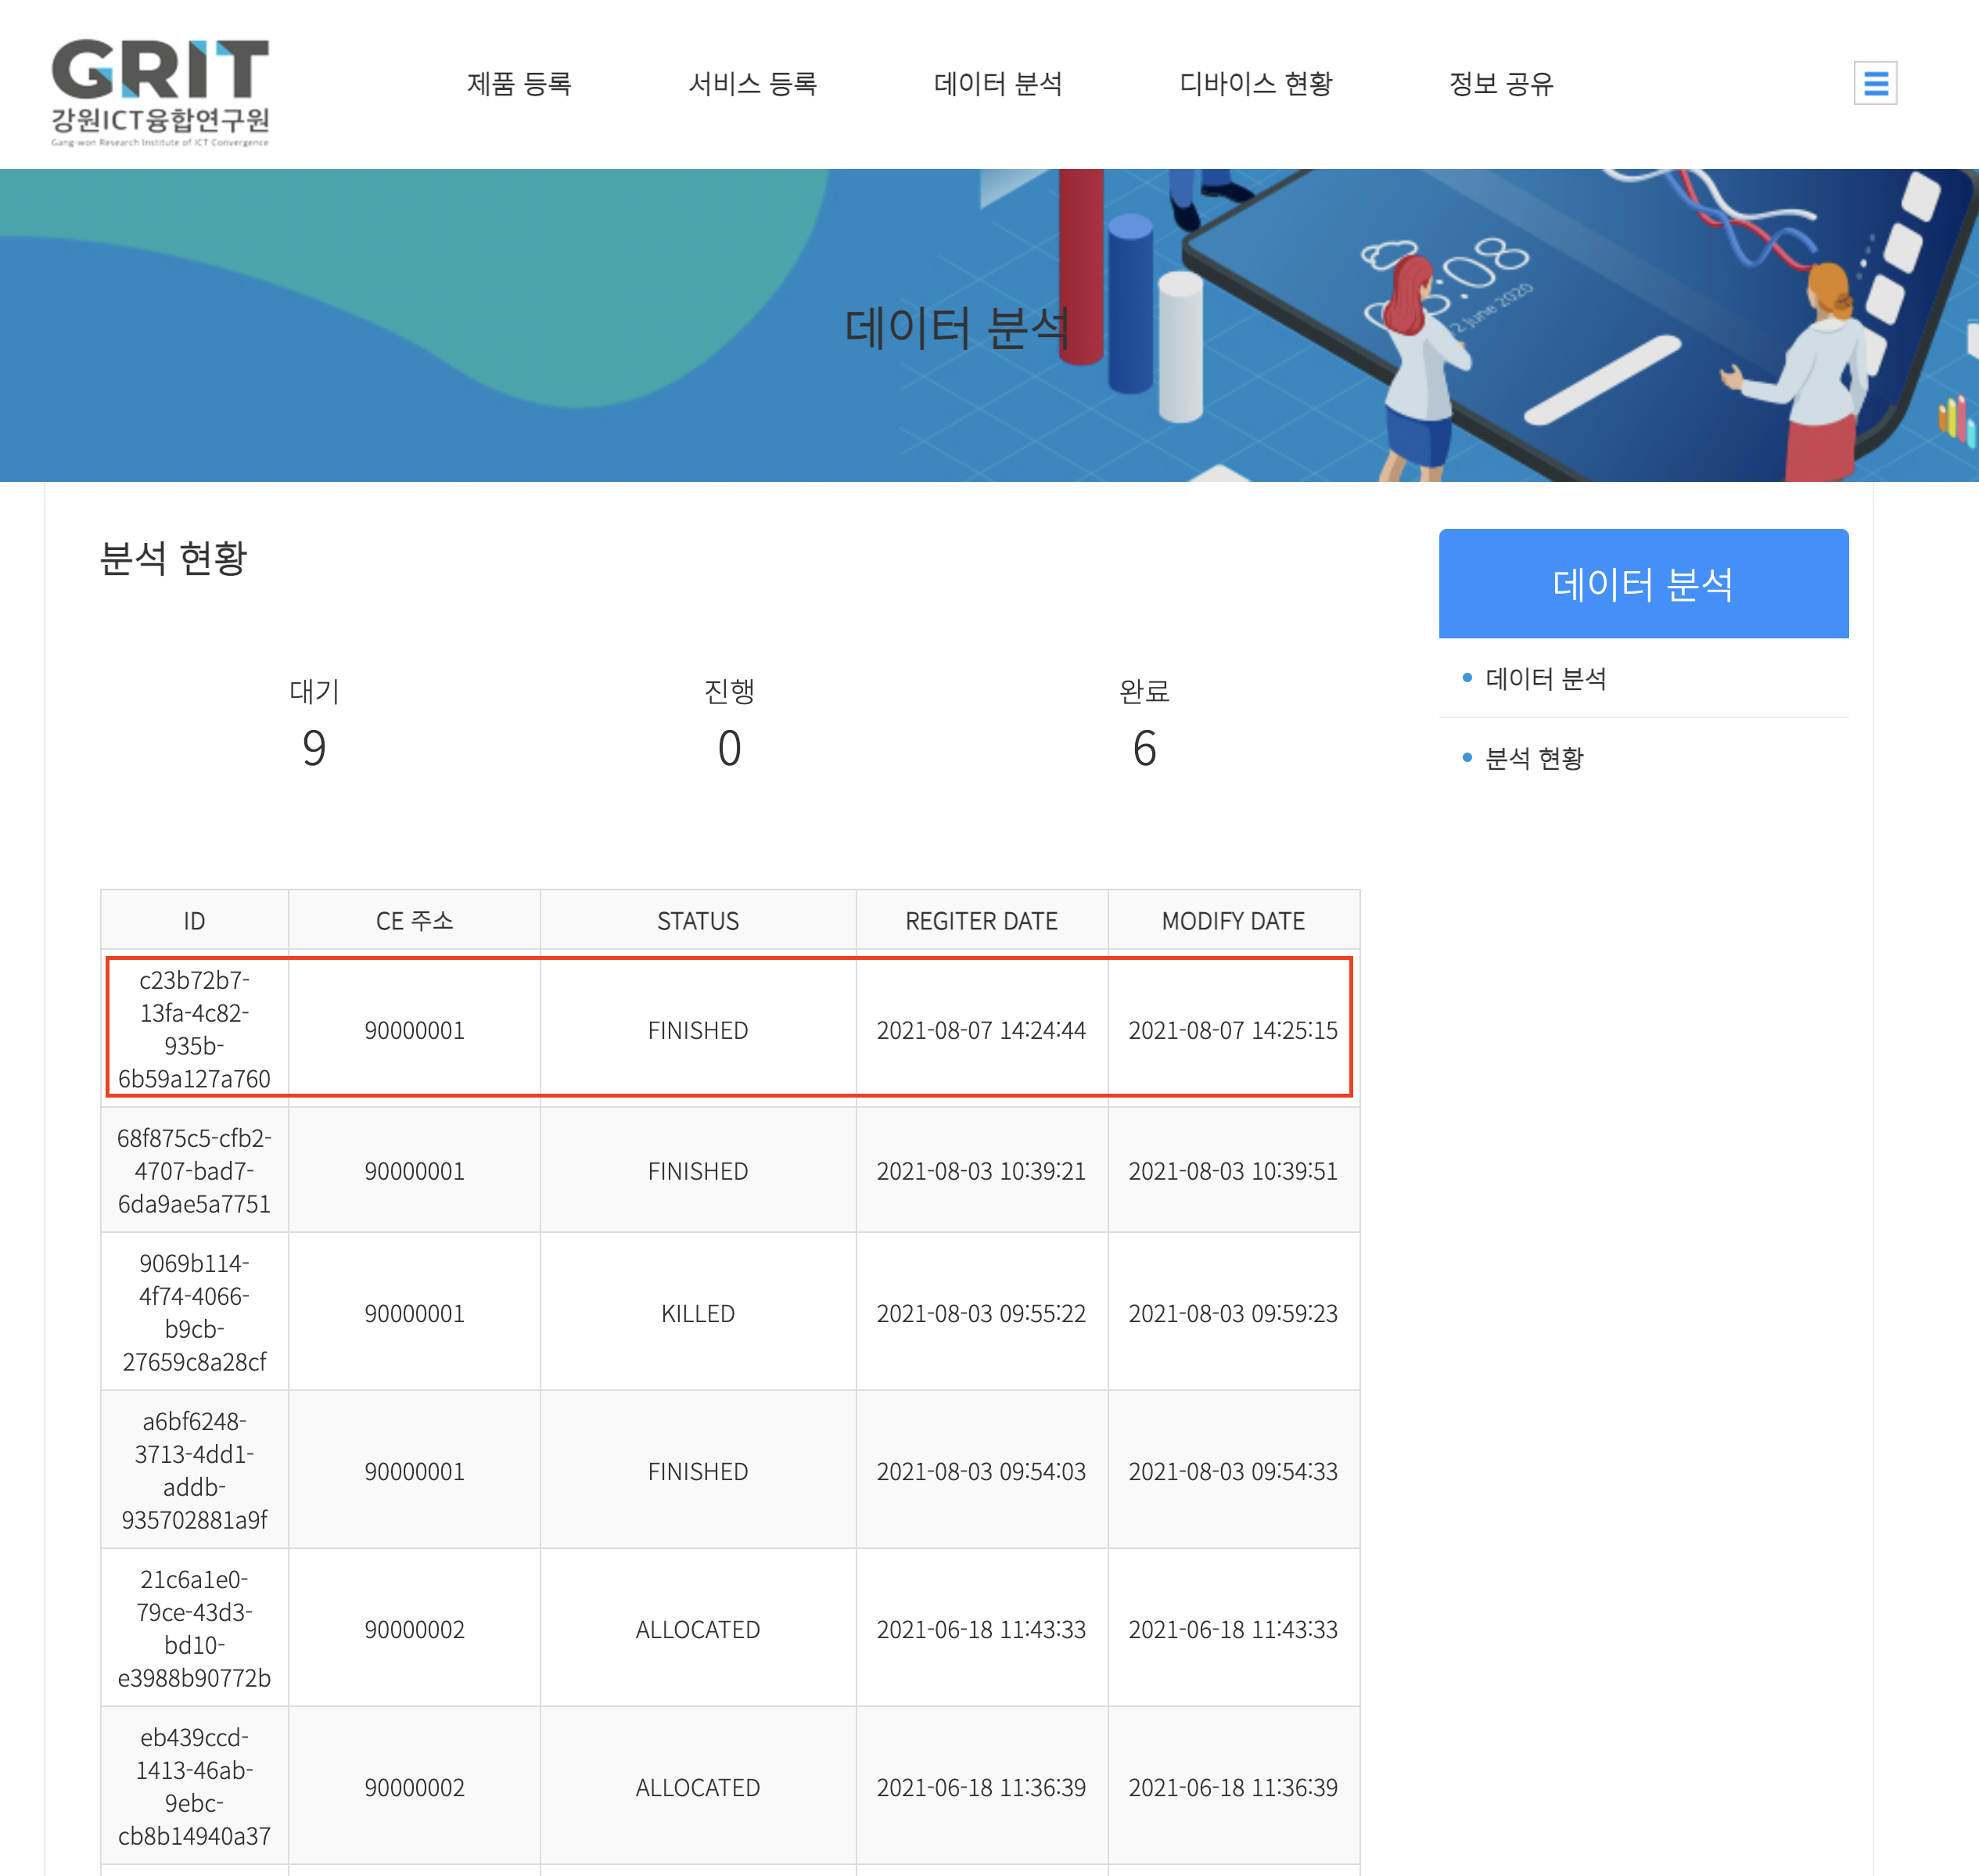 GRIT
강원ICT융합연구원
Gang-won Research Institute of ICT Convergence
제품 등록
서비스 등록
데이터 분석
디바이스 현황
정보 공유
데이터 분석
:08
2 june 2020
분석 현황
데이터 분석
데이터 분석
분석 현황
대기
진행
완료
9
0
6
ID
CE 주소
STATUS
REGITER DATE
MODIFY DATE
c23b72b7-
13fa-4c82-
935b-
6b59a127a760
90000001
FINISHED
2021-08-07 14:24:44
2021-08-07 14:25:15
68f875c5-cfb2-
4707-bad7-
6da9ae5a7751
90000001
FINISHED
2021-08-03 10:39:21
2021-08-03 10:39:51
9069b114-
4f74-4066-
b9cb-
27659c8a28cf
90000001
KILLED
2021-08-03 09:55:22
2021-08-03 09:59:23
a6bf6248-
3713-4dd1-
addb-
935702881a9f
90000001
FINISHED
2021-08-03 09:54:03
2021-08-03 09:54:33
21c6a1e0-
79ce-43d3-
bd10-
e3988b90772b
90000002
ALLOCATED
2021-06-18 11:43:33
2021-06-18 11:43:33
eb439ccd-
1413-46ab-
9ebc-
cb8b14940a37
90000002
ALLOCATED
2021-06-18 11:36:39
2021-06-18 11:36:39